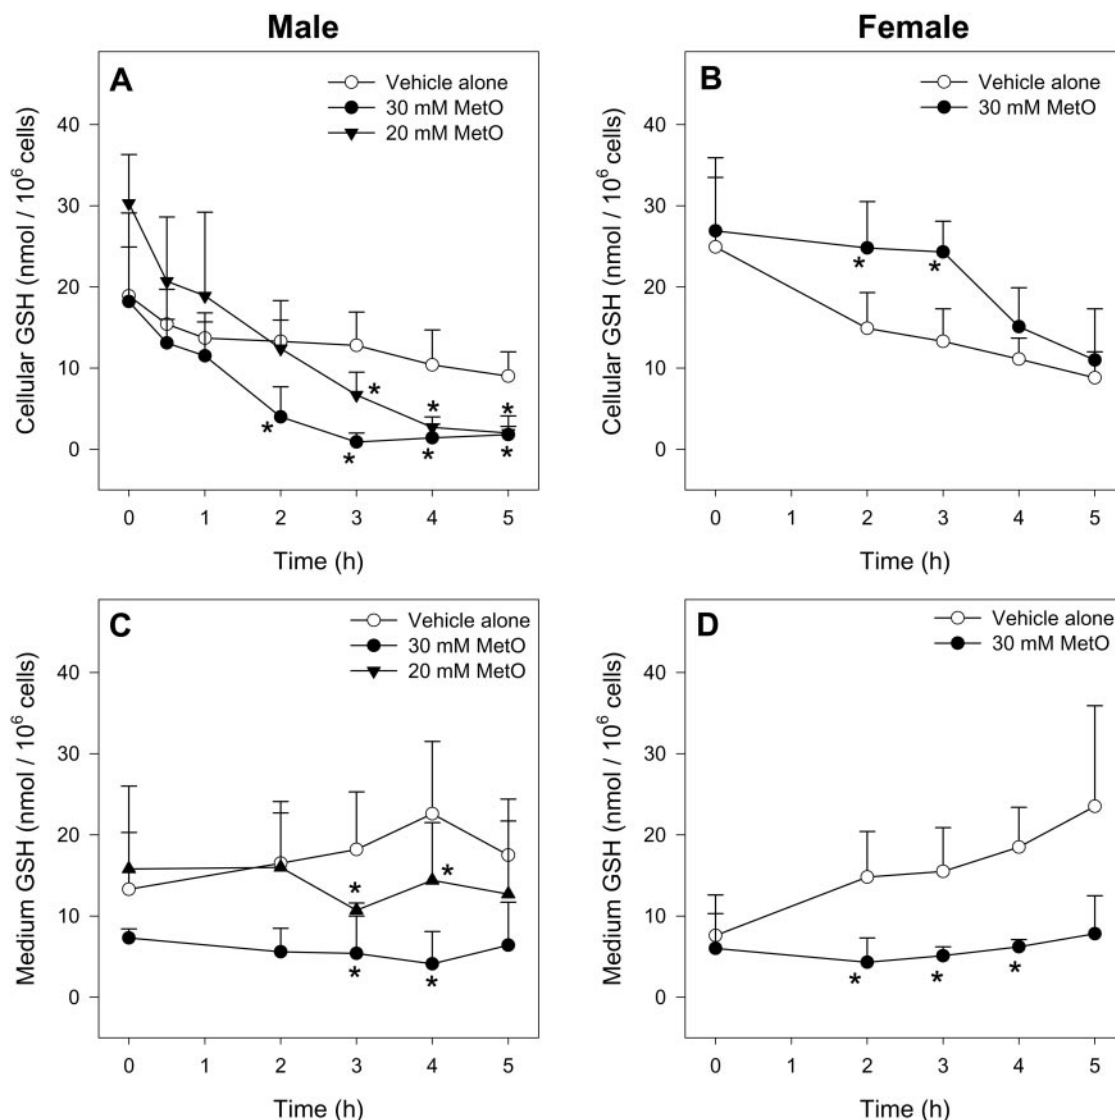 Male
Female
A
Vehicle alone
30 mM MetO
20 mM MetO
Cellular GSH (nmol / 10⁶ cells)
40
30
20
10
0
*
*
*
*
*
*
*
0 1 2 3 4 5
Time (h)
B
Vehicle alone
30 mM MetO
Cellular GSH (nmol / 10⁶ cells)
40
30
20
10
0
* *
0 1 2 3 4 5
Time (h)
C
Vehicle alone
30 mM MetO
20 mM MetO
Medium GSH (nmol / 10⁶ cells)
40
30
20
10
0
*
*
* *
0 1 2 3 4 5
Time (h)
D
Vehicle alone
30 mM MetO
Medium GSH (nmol / 10⁶ cells)
40
30
20
10
0
* * *
0 1 2 3 4 5
Time (h)